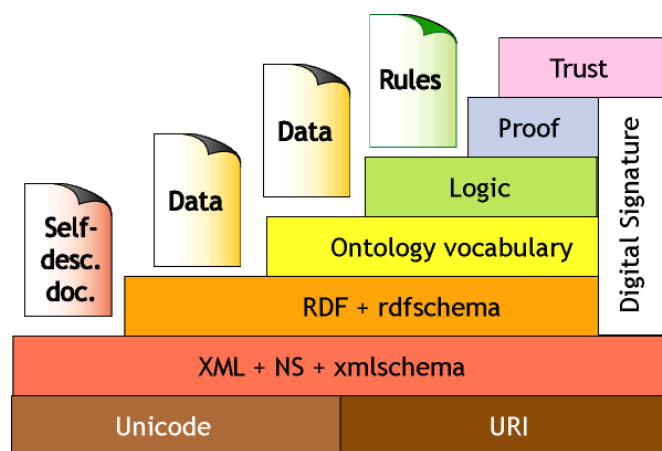 Rules
Trust
Data
Proof
Data
Logic
Digital Signature
Self-
desc.
doc.
Ontology vocabulary
RDF + rdfschema
XML + NS + xmlschema
Unicode
URI